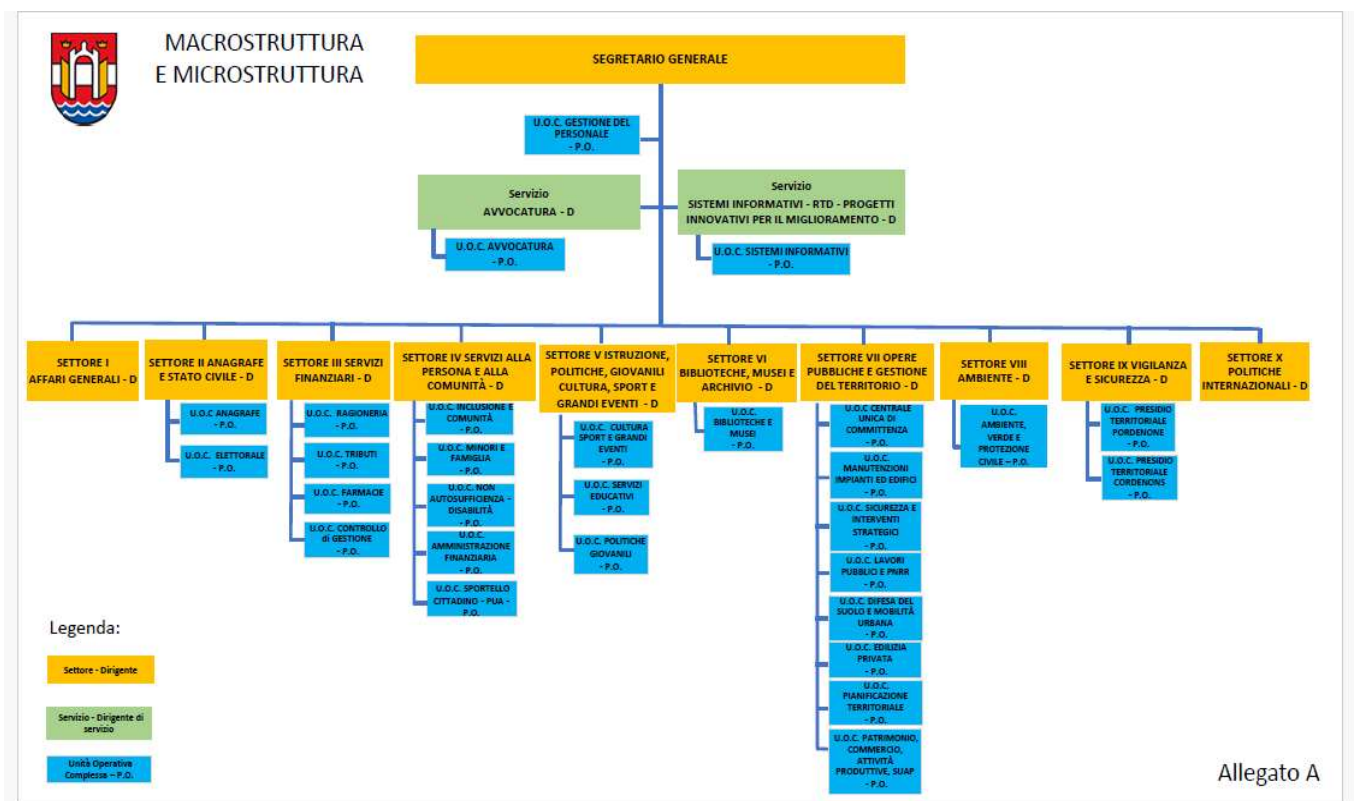 MACROSTRUTTURA
E MICROSTRUTTURA
SEGRETARIO GENERALE
U.O.C. GESTIONE DEL
PERSONALE
- P.O.
Servizio
AVVOCATURA - D
Servizio
SISTEMI INFORMATIVI - RTD - PROGETTI
INNOVATIVI PER IL MIGLIORAMENTO - D
U.O.C. AVVOCATURA
- P.O.
U.O.C. SISTEMI INFORMATIVI
- P.O.
SETTORE I
AFFARI GENERALI - D
SETTORE II ANAGRAFE
E STATO CIVILE - D
U.O.C ANAGRAFE
- P.O.
U.O.C. ELETTORALE
- P.O.
SETTORE III SERVIZI
FINANZIARI - D
U.O.C. RAGIONERIA
- P.O.
U.O.C. TRIBUTI
- P.O.
U.O.C. FARMACIE
- P.O.
U.O.C. CONTROLLO
di GESTIONE
- P.O.
SETTORE IV SERVIZI ALLA
PERSONA E ALLA
COMUNITÀ - D
U.O.C. INCLUSIONE E
COMUNITÀ
- P.O.
U.O.C. MINORI E
FAMIGLIA
- P.O.
U.O.C. NON
AUTOSUFFICIENZA –
DISABILITÀ
- P.O.
U.O.C.
AMMINISTRAZIONE
FINANZIARIA
- P.O.
U.O.C. SPORTELLO
CITTADINO - PUA -
P.O.
SETTORE V ISTRUZIONE,
POLITICHE, GIOVANILI
CULTURA, SPORT E
GRANDI EVENTI - D
U.O.C. CULTURA
SPORT E GRANDI
EVENTI
- P.O.
U.O.C. SERVIZI
EDUCATIVI
- P.O.
U.O.C. POLITICHE
GIOVANILI
- P.O.
SETTORE VI
BIBLIOTECHE, MUSEI E
ARCHIVIO - D
U.O.C.
BIBLIOTECHE E
MUSEI
- P.O.
SETTORE VII OPERE
PUBBLICHE E GESTIONE
DEL TERRITORIO - D
U.O.C CENTRALE
UNICA DI
COMMITTENZA
- P.O.
U.O.C.
MANUTENZIONI
IMPIANTI ED EDIFICI
- P.O.
U.O.C. SICUREZZA E
INTERVENTI
STRATEGICI
- P.O.
U.O.C. LAVORI
PUBBLICI E PNRR
- P.O.
U.O.C. DIFESA DEL
SUOLO E MOBILITÀ
URBANA
- P.O.
U.O.C. EDILIZIA
PRIVATA
- P.O.
U.O.C.
PIANIFICAZIONE
TERRITORIALE
- P.O.
U.O.C. PATRIMONIO,
COMMERCIO,
ATTIVITÀ
PRODUTTIVE, SUAP
- P.O.
SETTORE VIII
AMBIENTE - D
U.O.C.
AMBIENTE,
VERDE E
PROTEZIONE
CIVILE – P.O.
SETTORE IX VIGILANZA
E SICUREZZA - D
U.O.C. PRESIDIO
TERRITORIALE
PORDENONE
- P.O.
U.O.C. PRESIDIO
TERRITORIALE
CORDENONS
- P.O.
SETTORE X
POLITICHE
INTERNAZIONALI - D
Legenda:
Settore - Dirigente
Servizio - Dirigente di
servizio
Unità Operativa
Complessa – P.O.
Allegato A